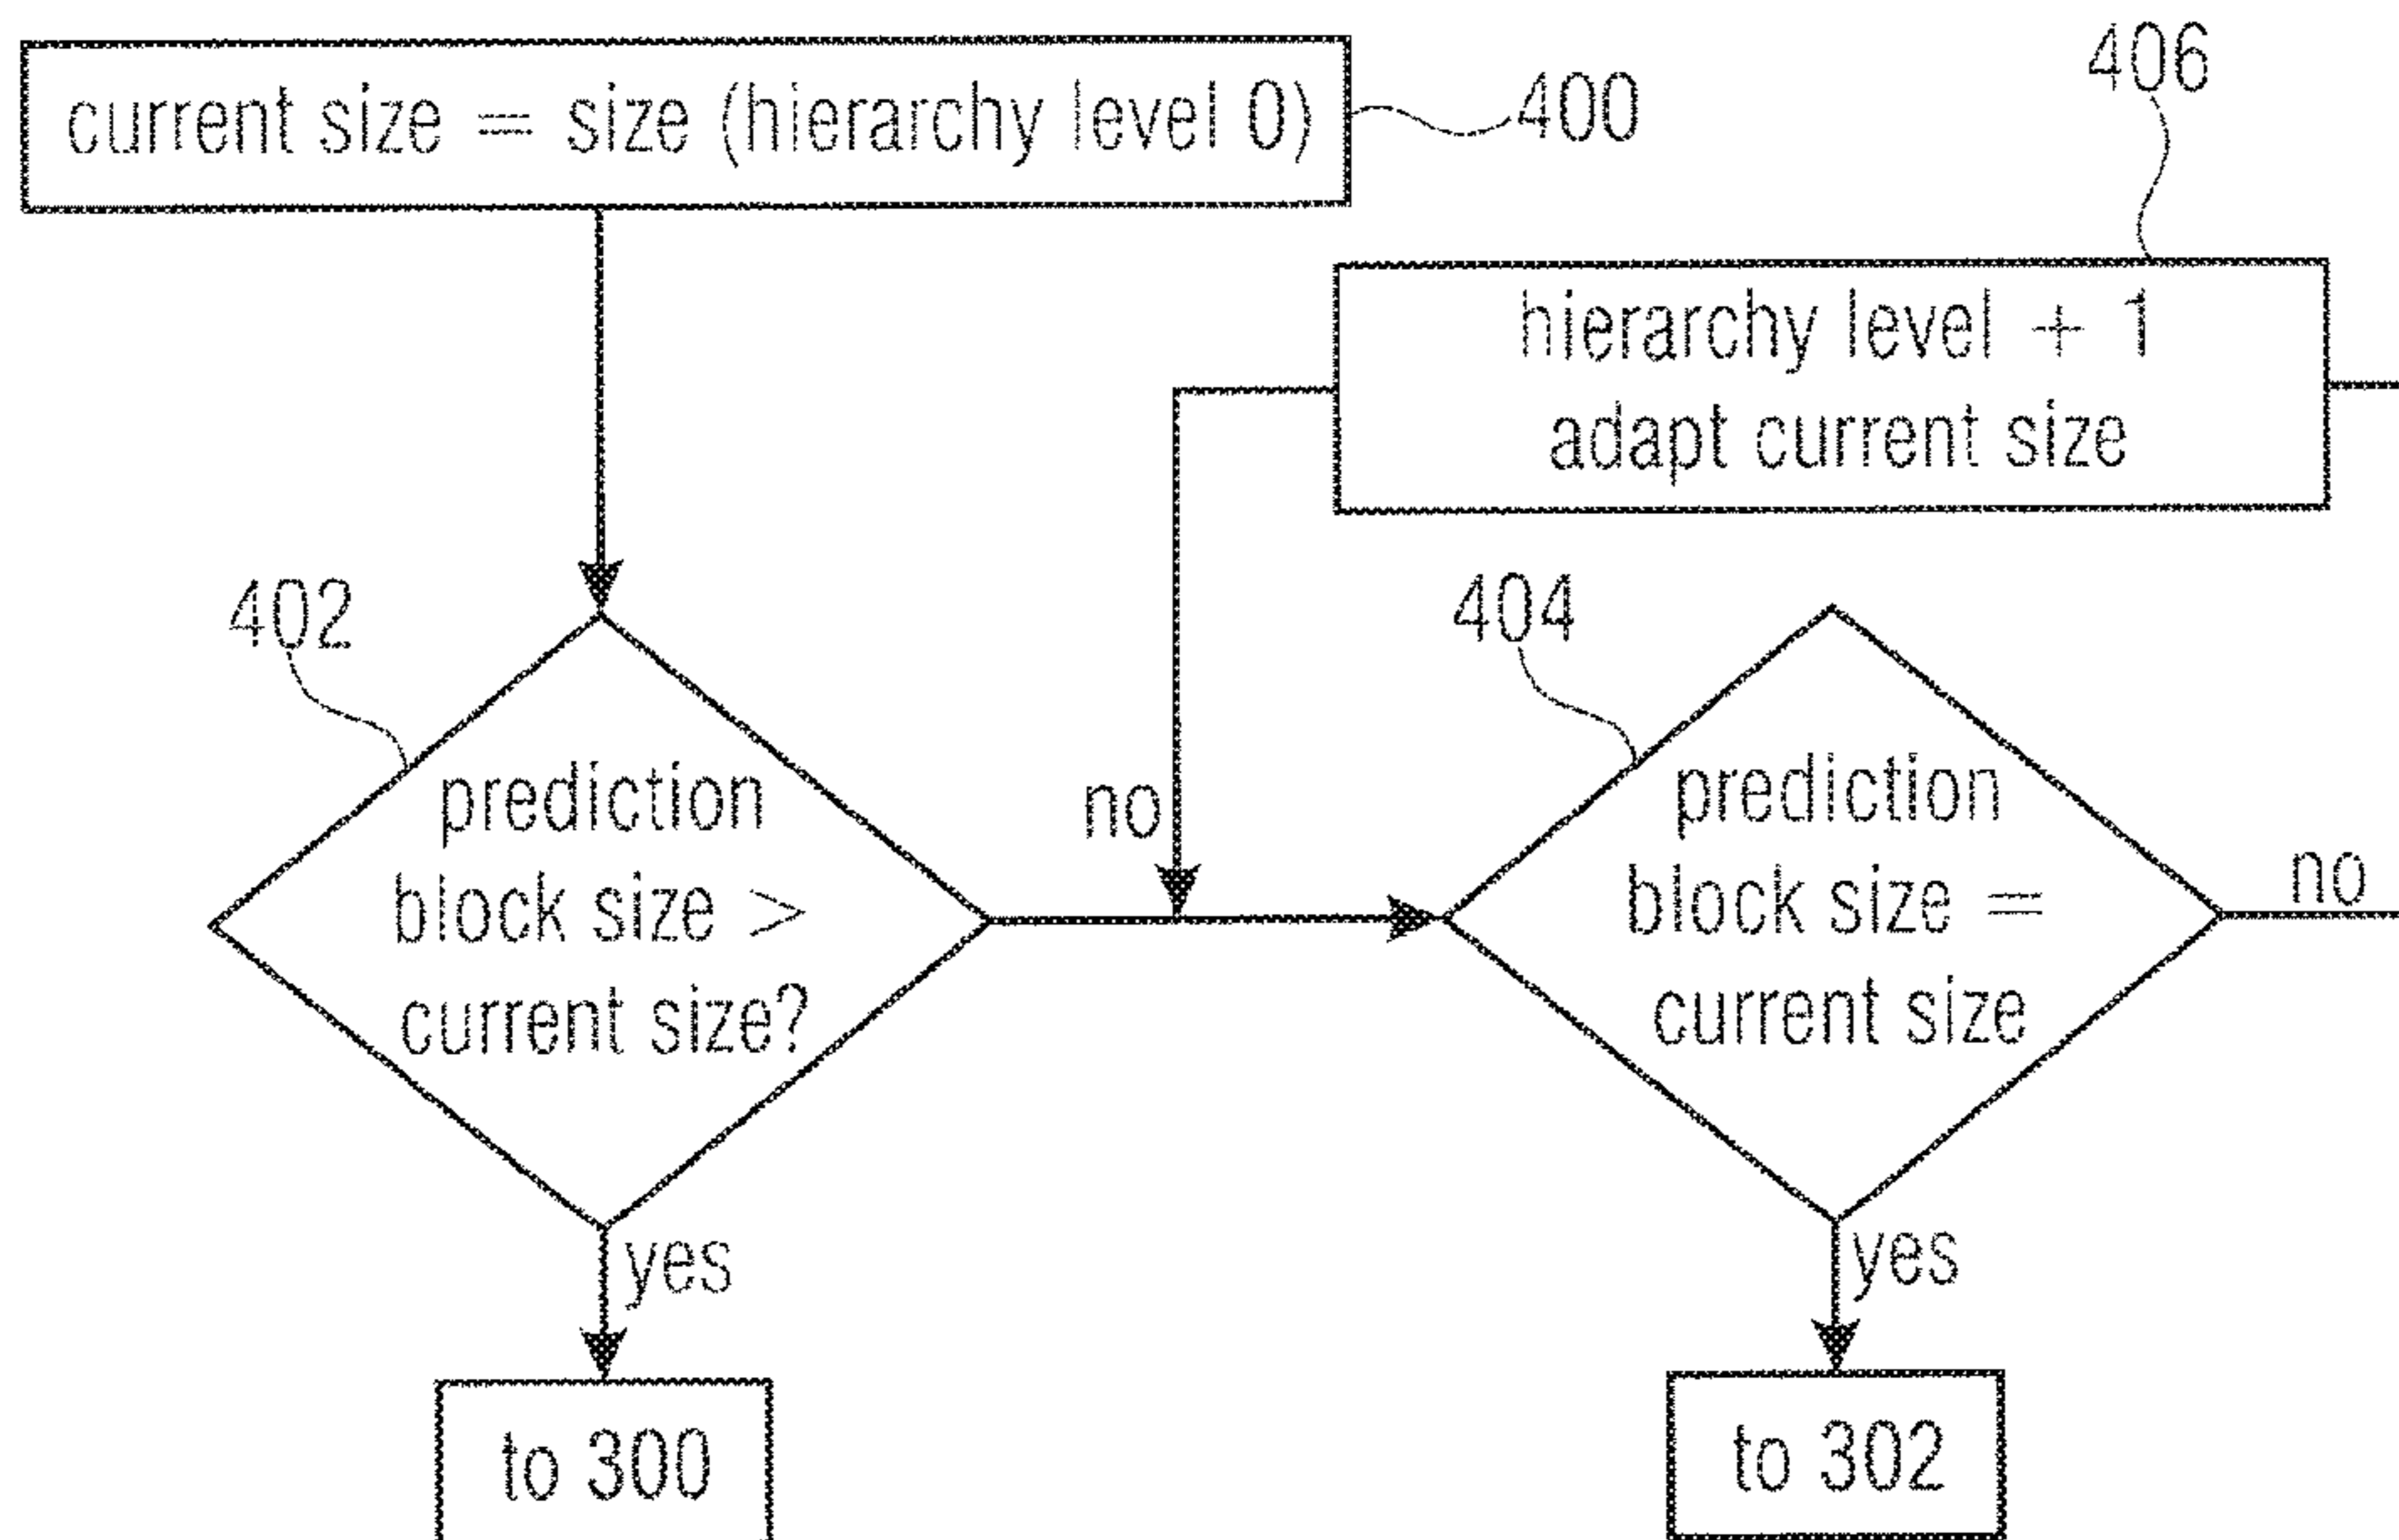 current size = size (hierarchy level 0)
400
406
hierarchy level + 1
adapt current size
402
prediction
block size >
current size?
no
404
prediction
block size =
current size
no
yes
to 300
yes
to 302